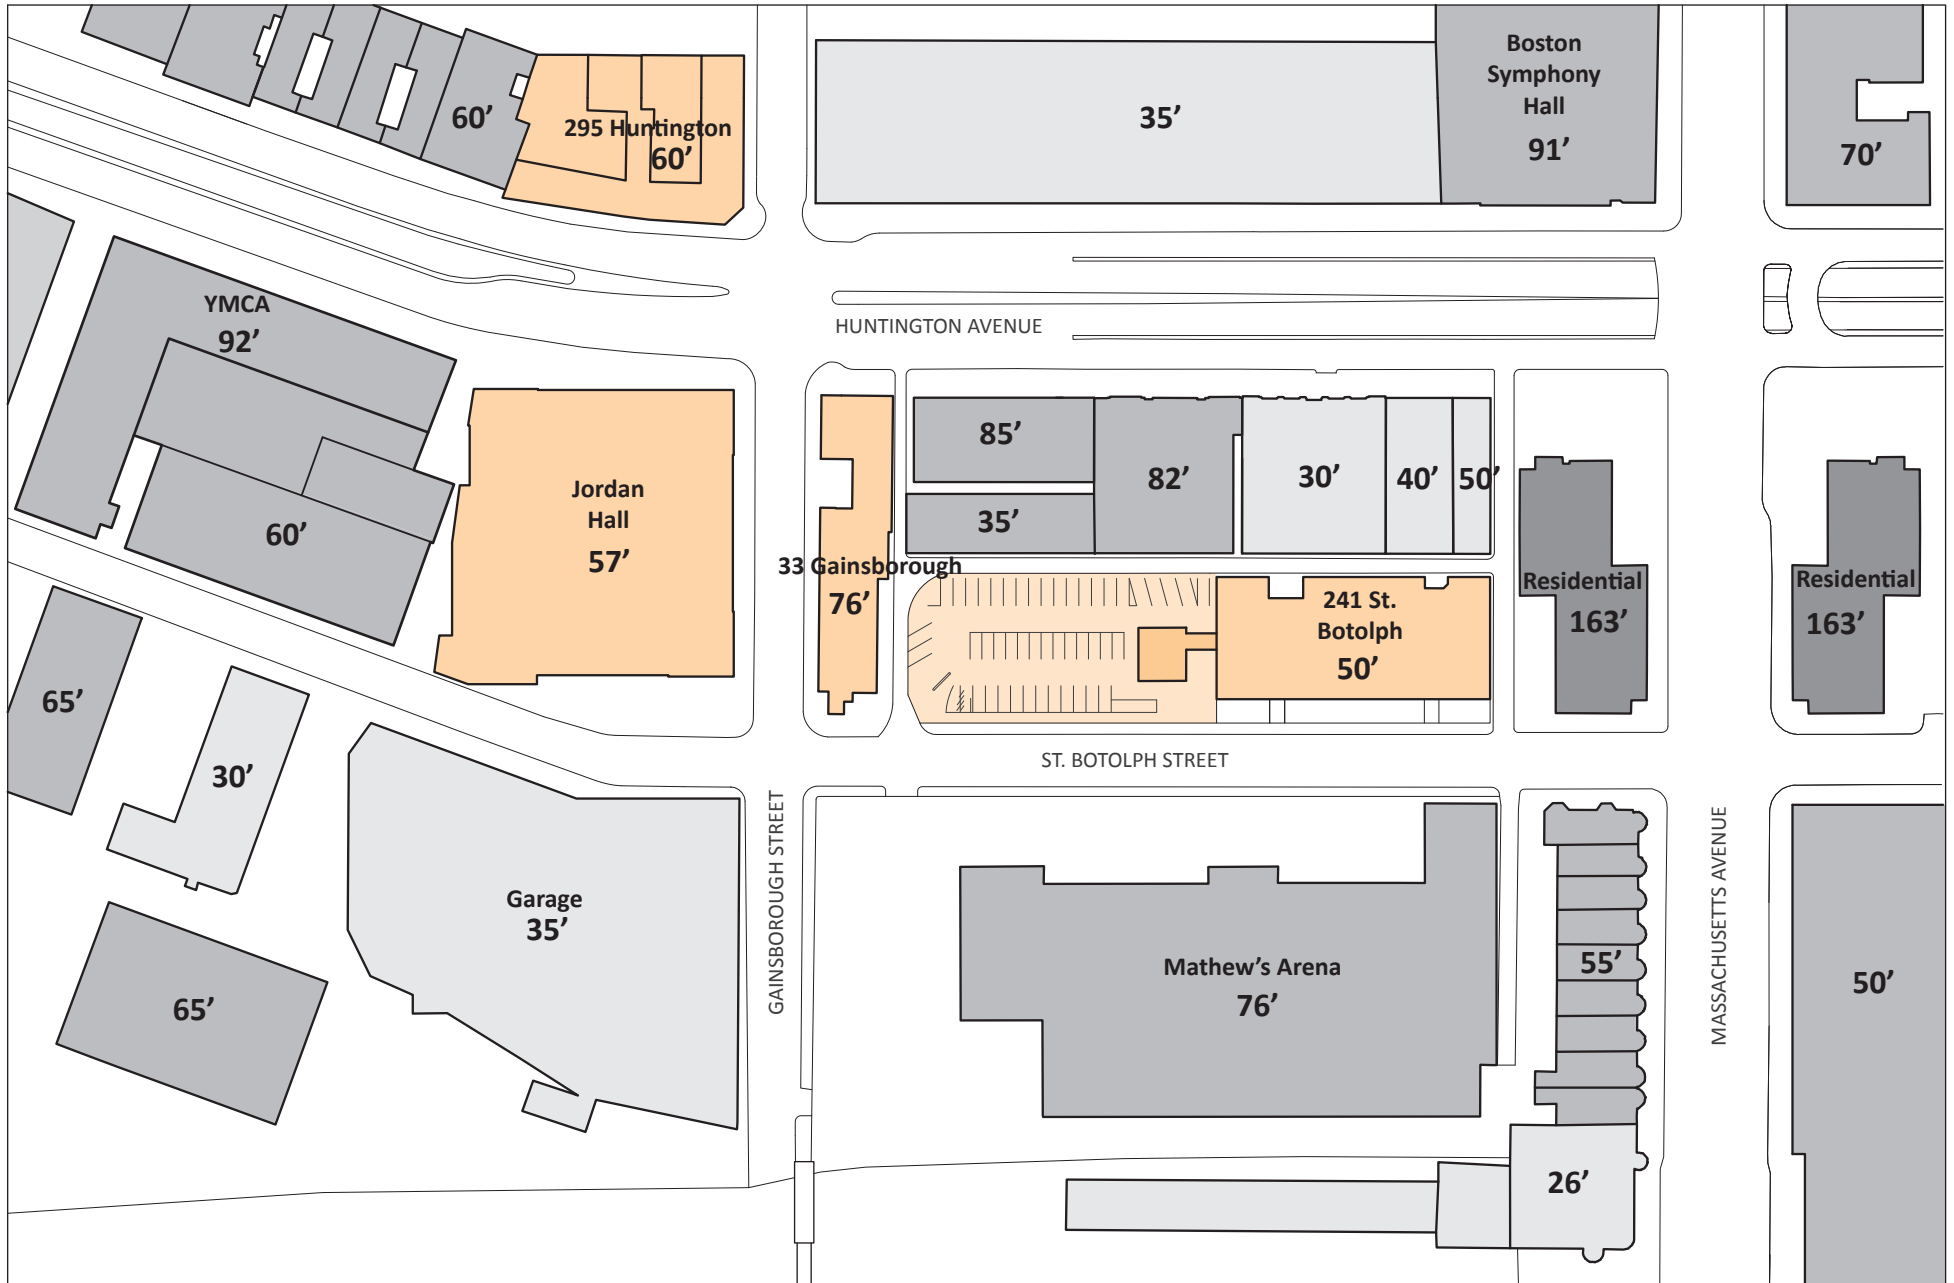 Boston
Symphony
Hall
91’
60’
295 Huntington
60’
35’
70’
YMCA
92’
HUNTINGTON AVENUE
85’
82’
30’
40’
50’
35’
Jordan
Hall
57’
60’
33 Gainsborough
76’
241 St.
Botolph
50’
Residential
163’
Residential
163’
65’
30’
ST. BOTOLPH STREET
GAINSBOROUGH STREET
MASSACHUSETTS AVENUE
Garage
35’
Mathew’s Arena
76’
55’
50’
65’
26’